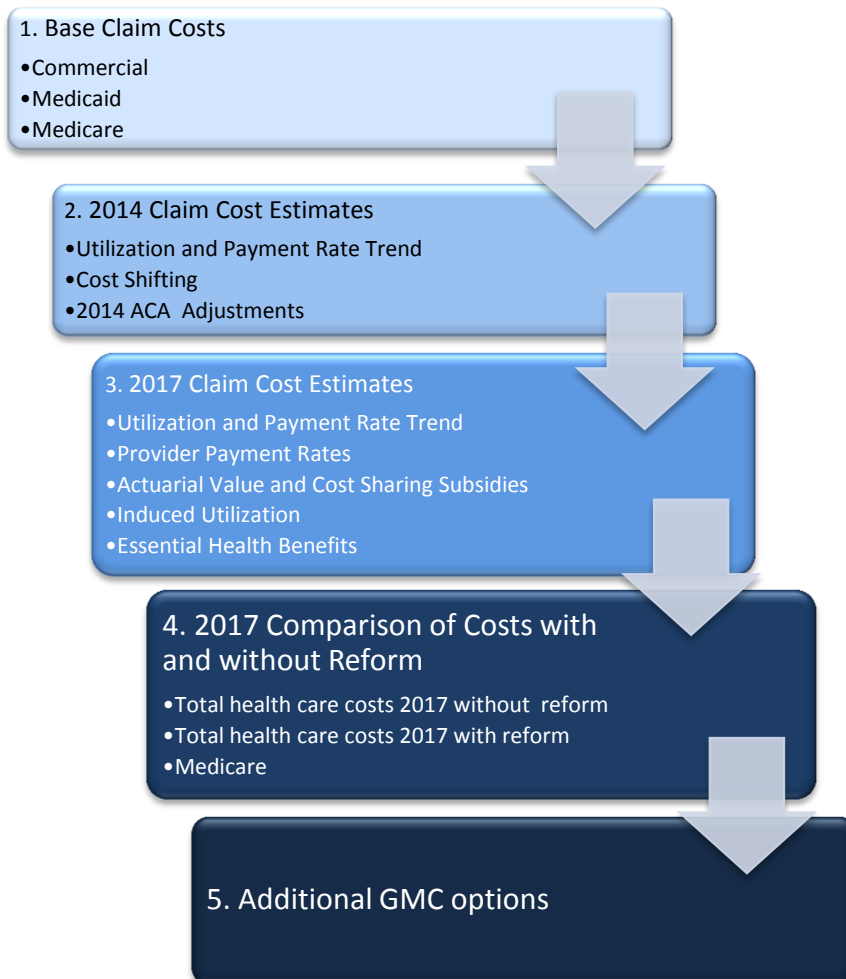 1. Base Claim Costs
•Commercial
•Medicaid
•Medicare
2. 2014 Claim Cost Estimates
•Utilization and Payment Rate Trend
•Cost Shifting
•2014 ACA  Adjustments
3. 2017 Claim Cost Estimates
•Utilization and Payment Rate Trend
•Provider Payment Rates
•Actuarial Value and Cost Sharing Subsidies
•Induced Utilization
•Essential Health Benefits
4. 2017 Comparison of Costs with
and without Reform
•Total health care costs 2017 without  reform
•Total health care costs 2017 with reform
•Medicare
5. Additional GMC options